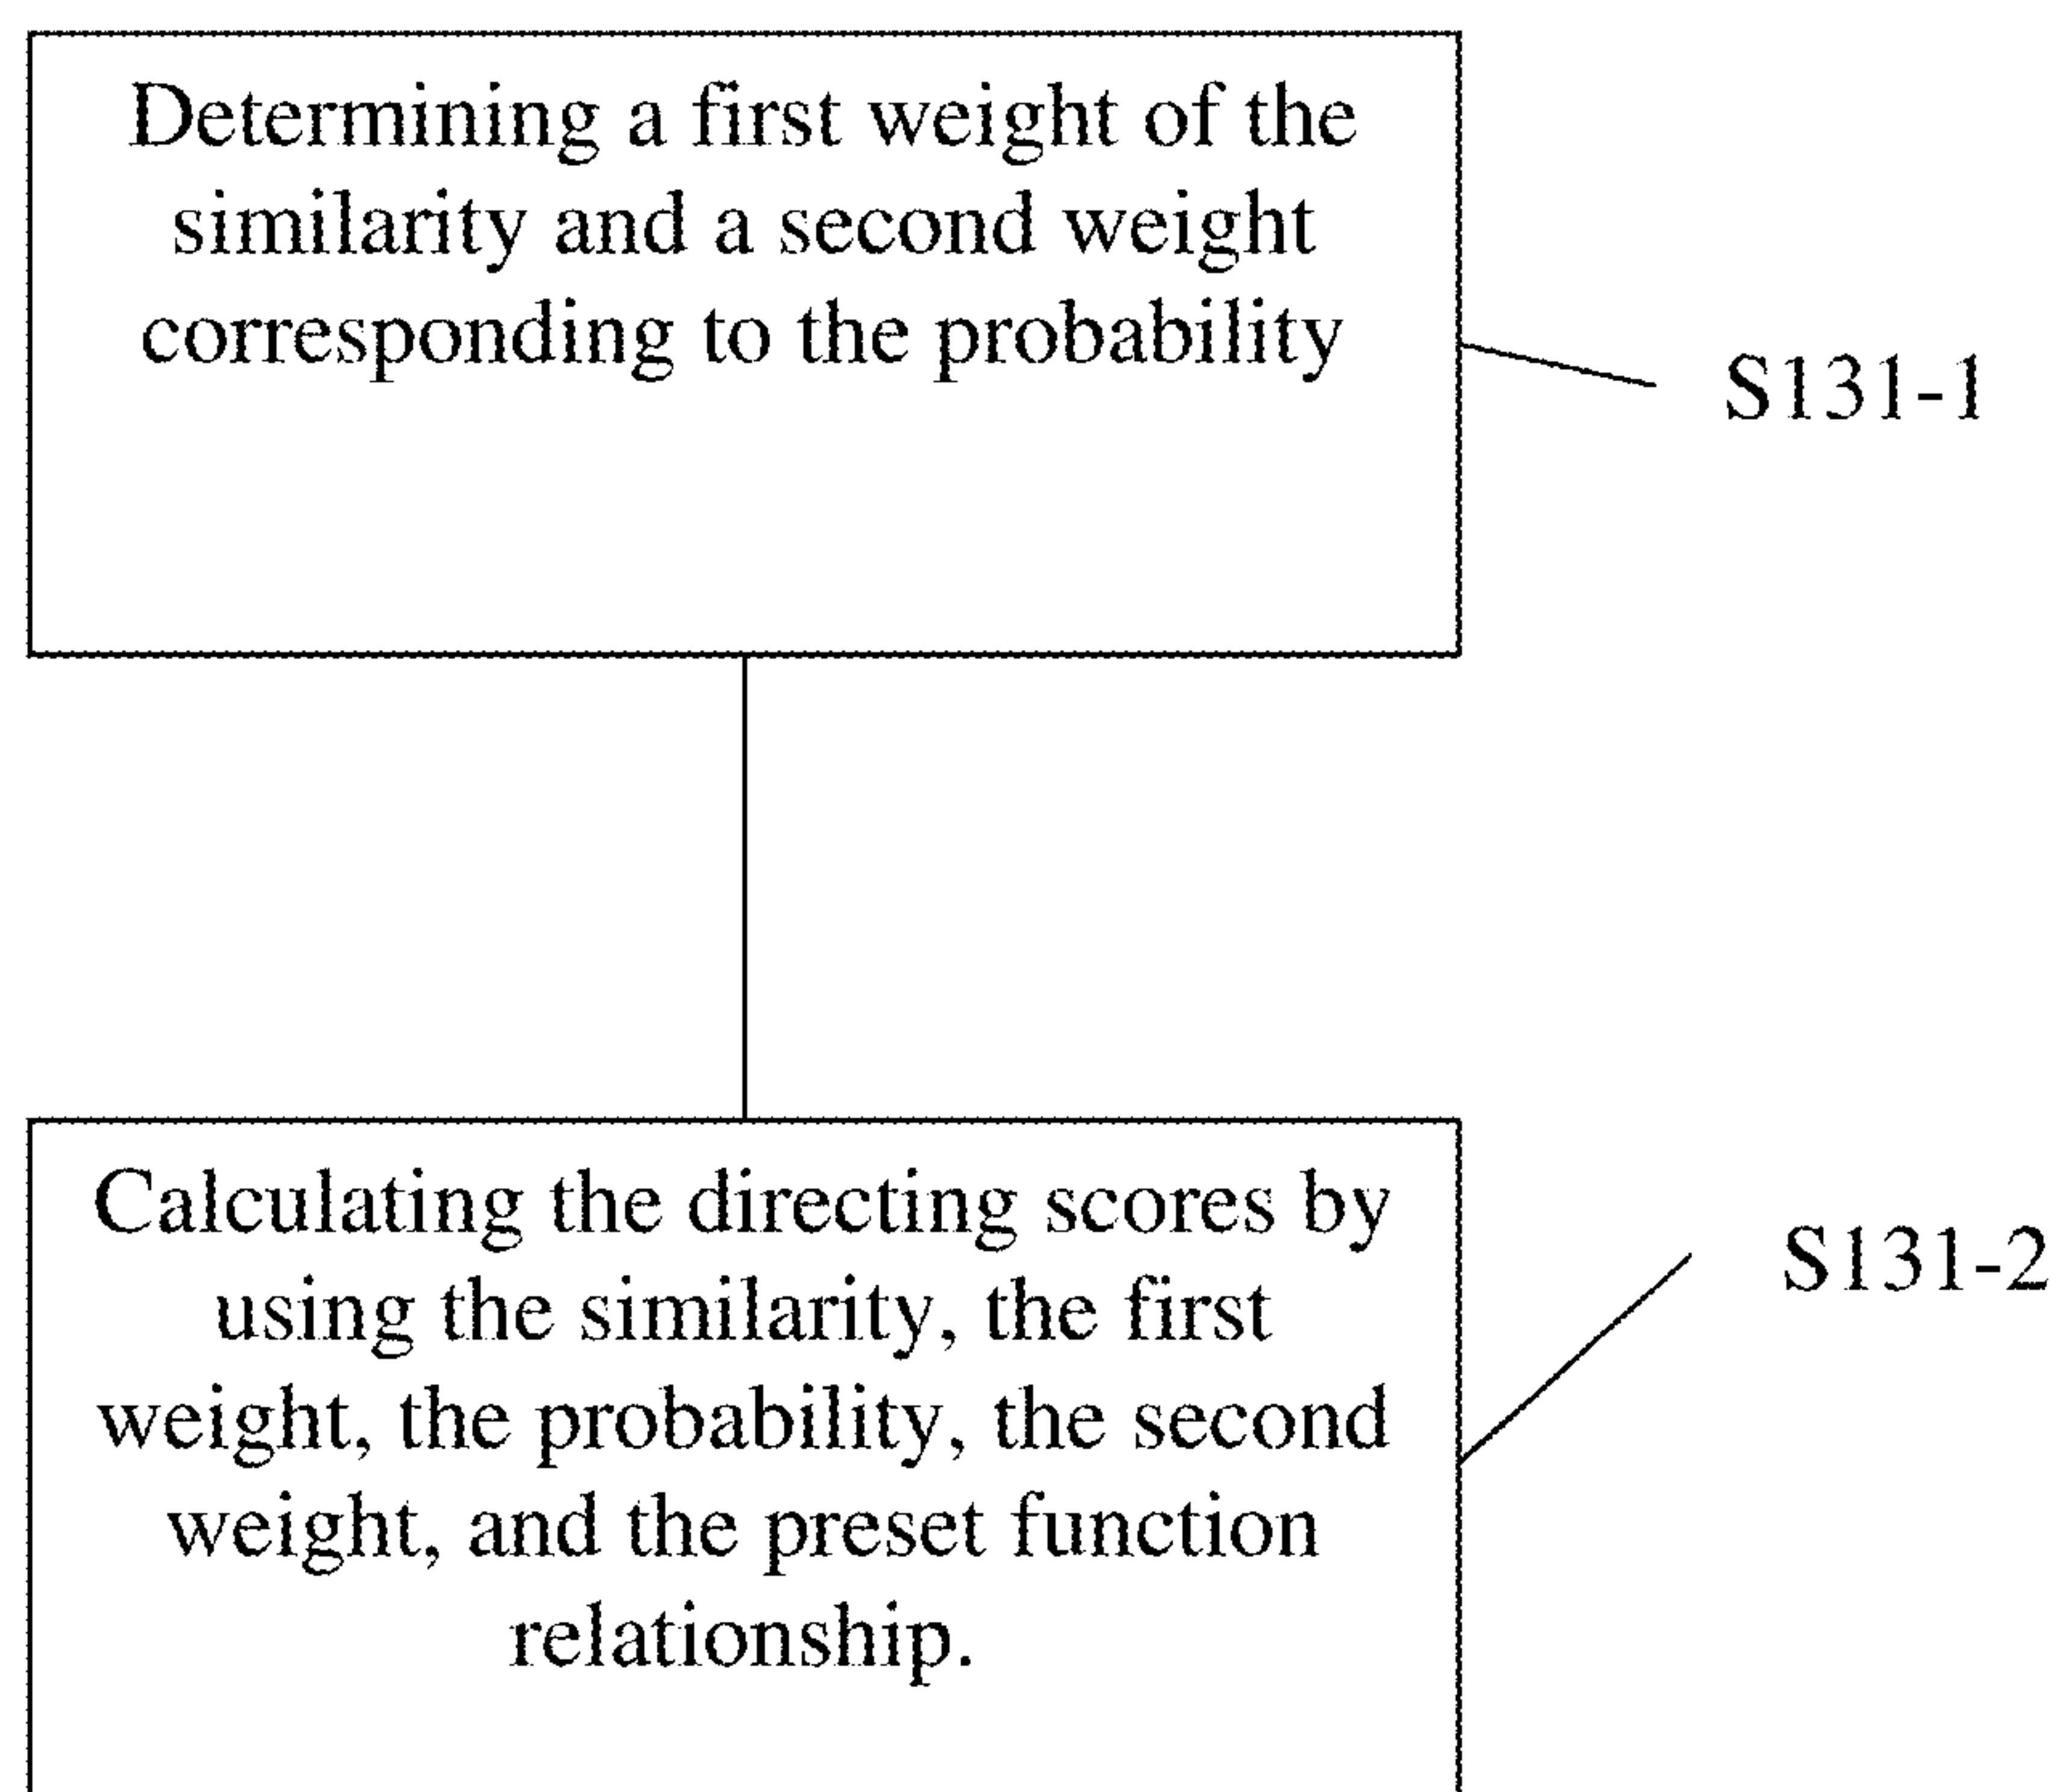 Determining a first weight of the
similarity and a second weight
corresponding to the probability
S131-1
Calculating the directing scores by
using the similarity, the first
weight, the probability, the second
weight, and the preset function
relationship.
S131-2